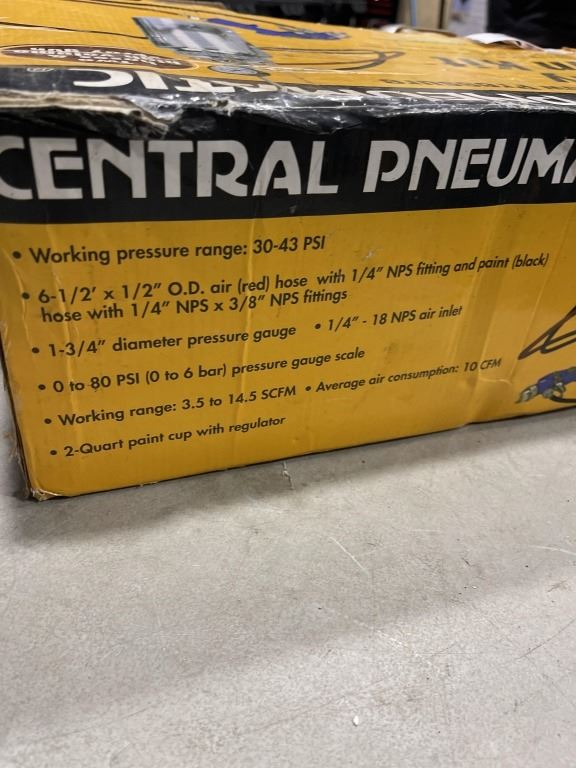 CENTRAL PNEUMA
• Working pressure range: 30-43 PSI
• 6-1/2' x 1/2" O.D. air (red) hose with 1/4" NPS fitting and paint (black)
hose with 1/4" NPS x 3/8" NPS fittings
• 1-3/4" diameter pressure gauge • 1/4" - 18 NPS air inlet
• 0 to 80 PSI (0 to 6 bar) pressure gauge scale
• Working range: 3.5 to 14.5 SCFM • Average air consumption: 10 CFM
• 2-Quart paint cup with regulator